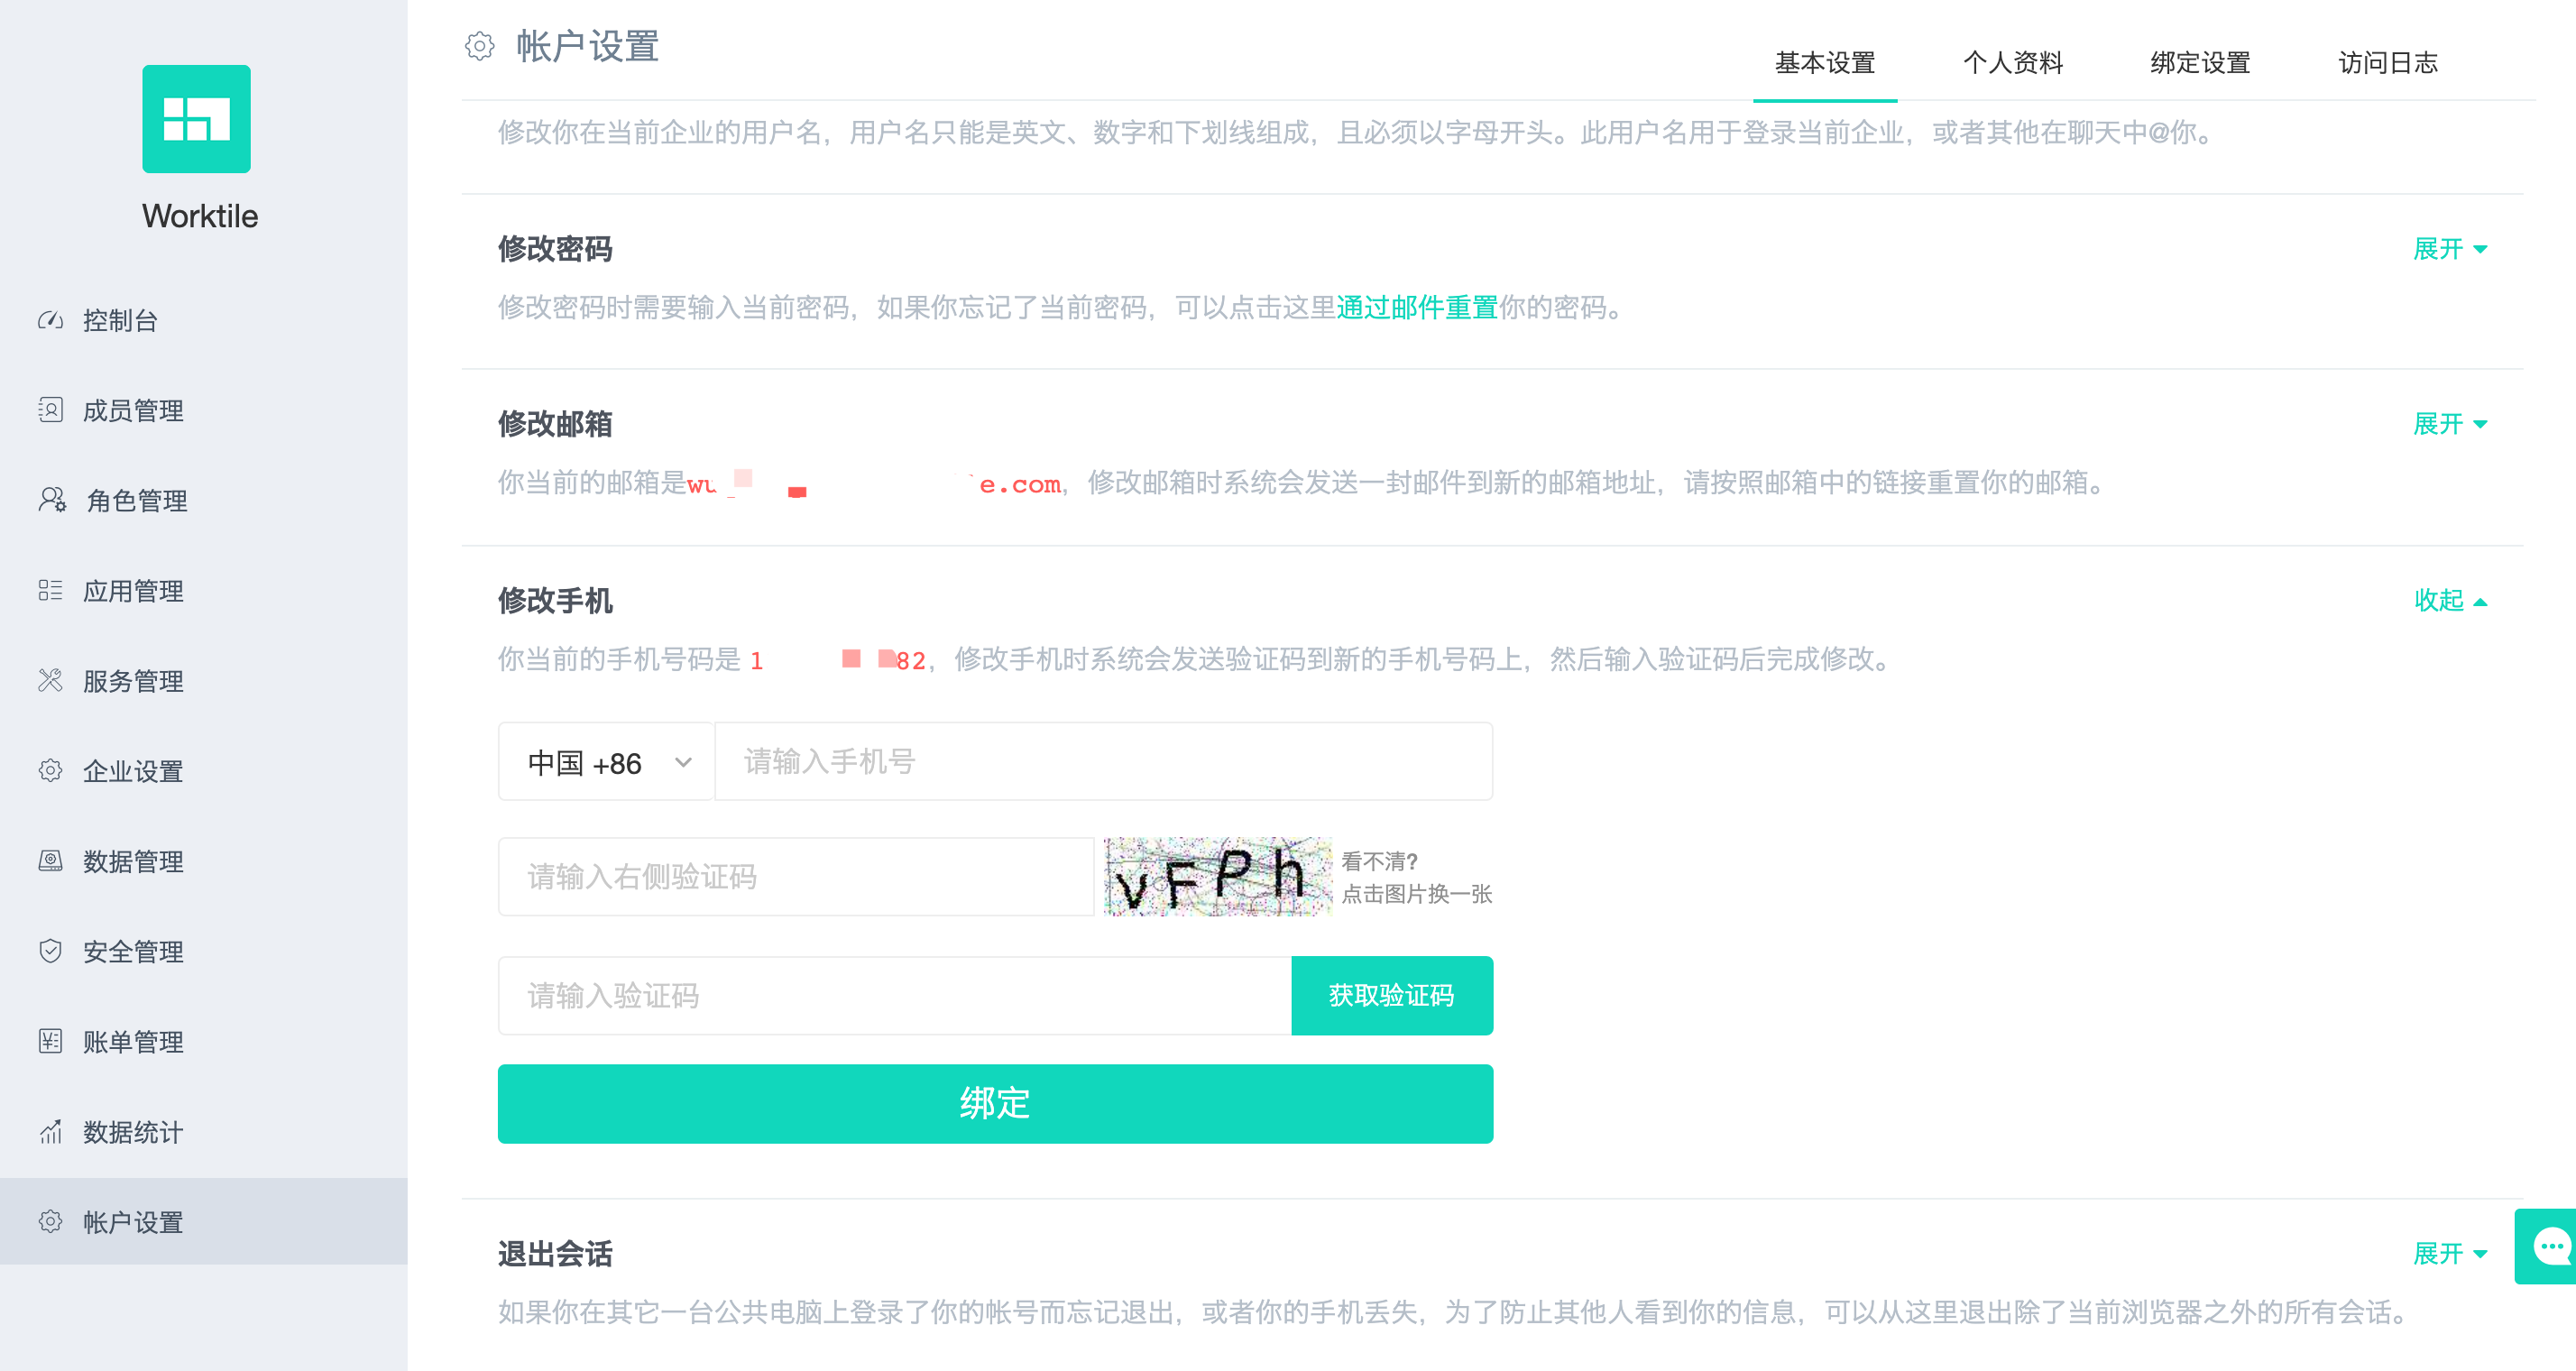 Worktile
控制台
成员管理
角色管理
应用管理
服务管理
企业设置
数据管理
安全管理
账单管理
数据统计
帐户设置
帐户设置
基本设置
个人资料
绑定设置
访问日志
修改你在当前企业的用户名，用户名只能是英文、数字和下划线组成，且必须以字母开头。此用户名用于登录当前企业，或者其他在聊天中@你。
修改密码
展开
修改密码时需要输入当前密码，如果你忘记了当前密码，可以点击这里通过邮件重置你的密码。
修改邮箱
展开
你当前的邮箱是wu e.com，修改邮箱时系统会发送一封邮件到新的邮箱地址，请按照邮箱中的链接重置你的邮箱。
修改手机
收起
你当前的手机号码是 1 82，修改手机时系统会发送验证码到新的手机号码上，然后输入验证码后完成修改。
中国 +86
请输入手机号
请输入右侧验证码
vFPh
看不清?
点击图片换一张
请输入验证码
获取验证码
绑定
退出会话
展开
如果你在其它一台公共电脑上登录了你的帐号而忘记退出，或者你的手机丢失，为了防止其他人看到你的信息，可以从这里退出除了当前浏览器之外的所有会话。